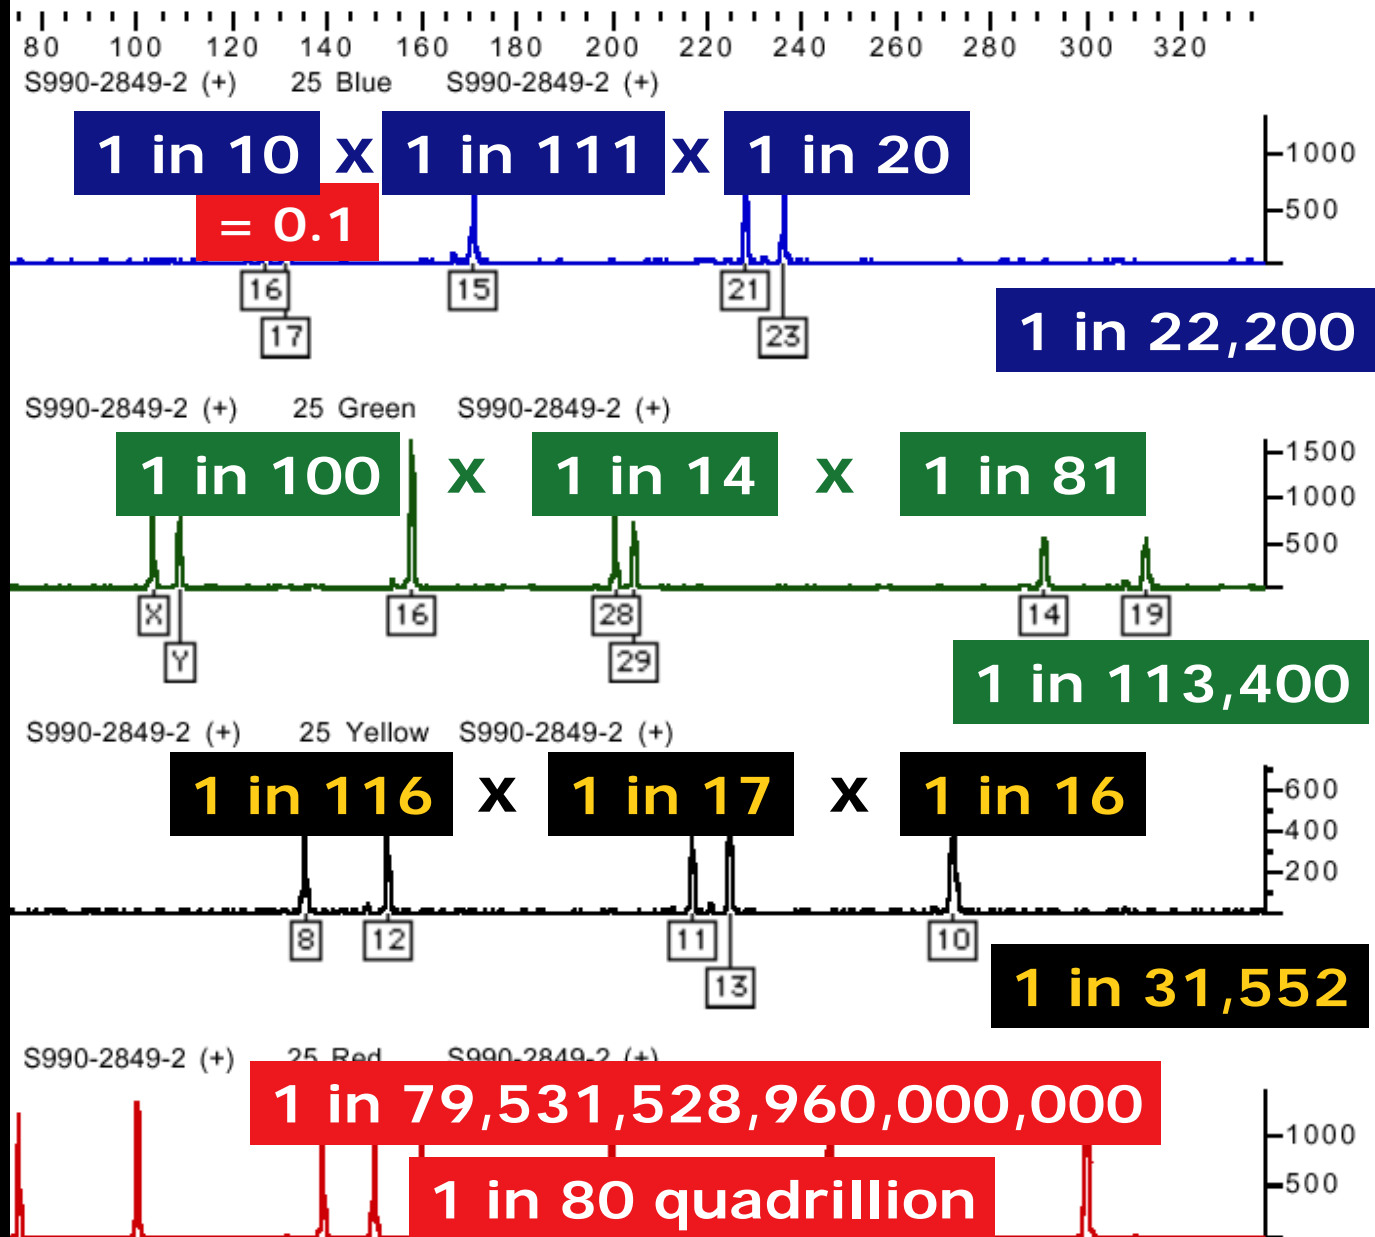 80 100 120 140 160 180 200 220 240 260 280 300 320
S990-2849-2 (+) 25 Blue S990-2849-2 (+)
1 in 10 X 1 in 111 X 1 in 20
1000
= 0.1
500
16 15 21
17 23
1 in 22,200
S990-2849-2 (+) 25 Green S990-2849-2 (+)
1 in 100 X 1 in 14 X 1 in 81
1500
1000
500
X 16 28 14 19
Y 29
1 in 113,400
S990-2849-2 (+) 25 Yellow S990-2849-2 (+)
1 in 116 X 1 in 17 X 1 in 16
600
400
200
8 12 11 10
13
1 in 31,552
S990-2849-2 (+) 25 Red S990-2849-2 (+)
1 in 79,531,528,960,000,000
1000
1 in 80 quadrillion
500